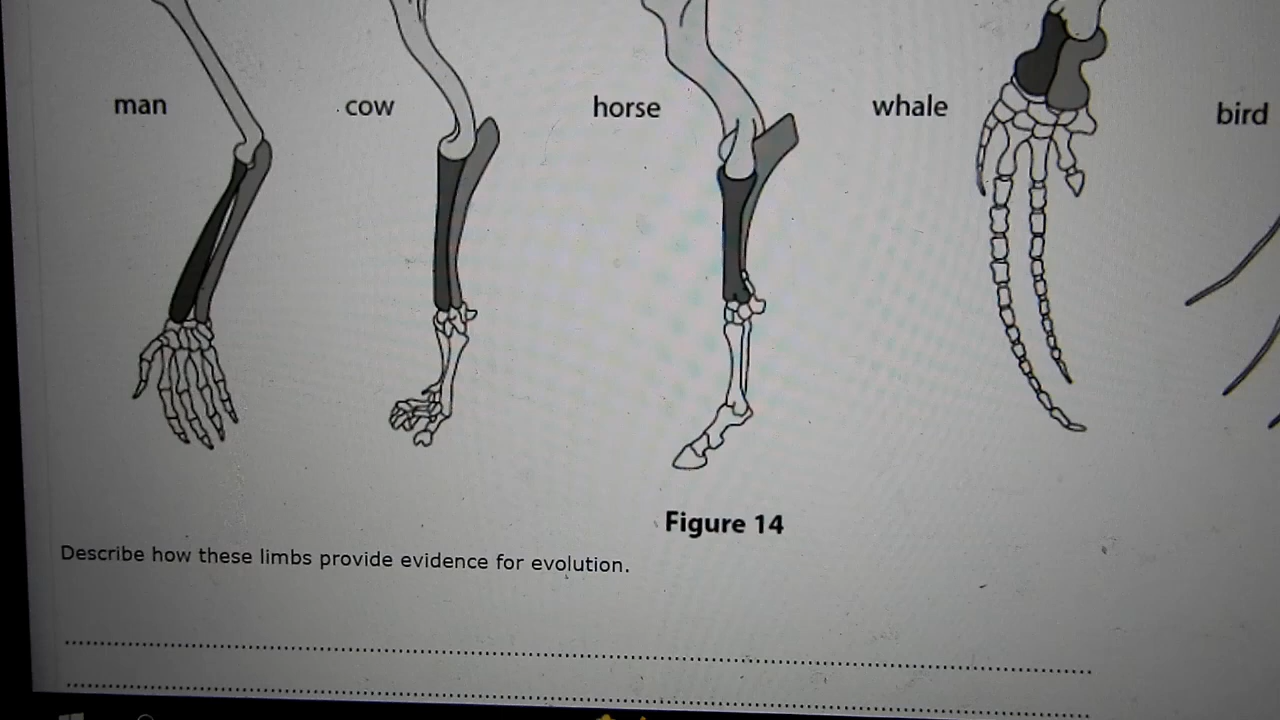 man cow horse whale bird
Figure 14
Describe how these limbs provide evidence for evolution.